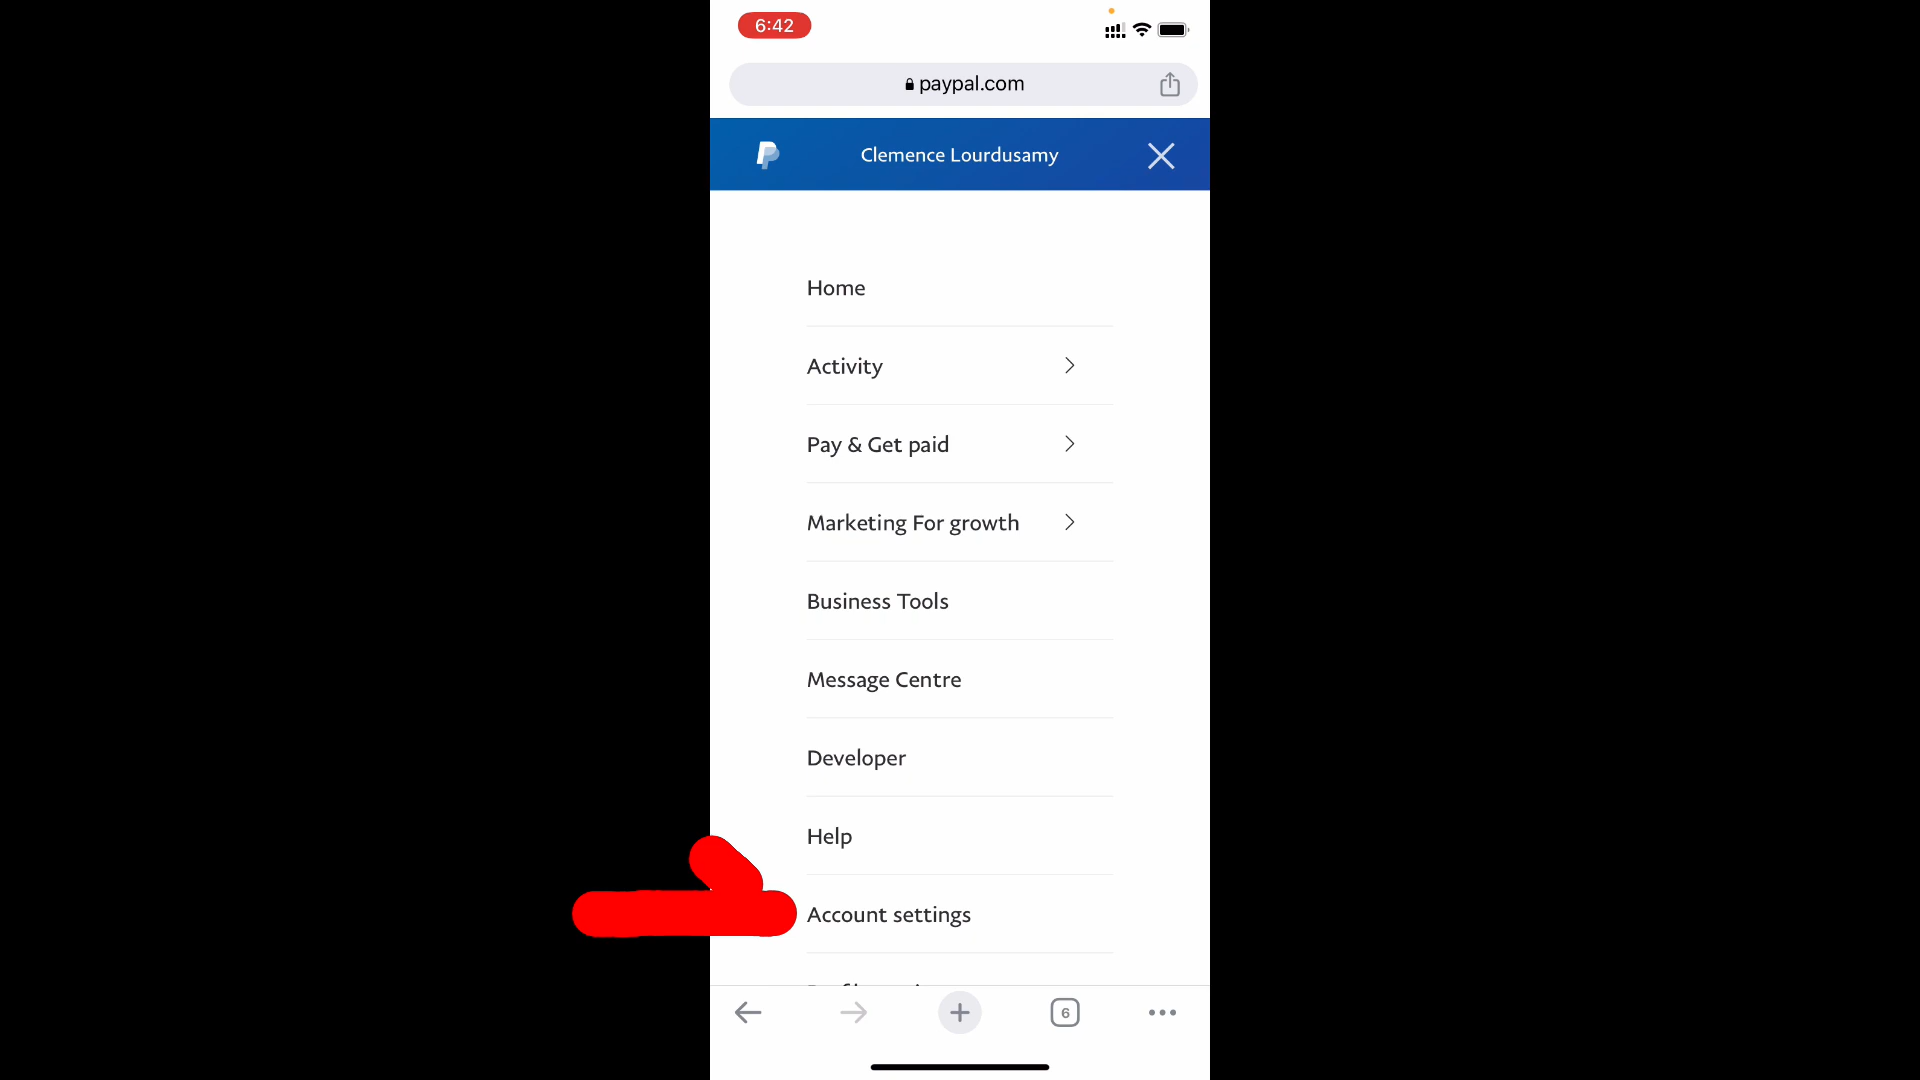 6:42
paypal.com
Clemence Lourdusamy
Home
Activity
Pay & Get paid
Marketing For growth
Business Tools
Message Centre
Developer
Help
Account settings
6